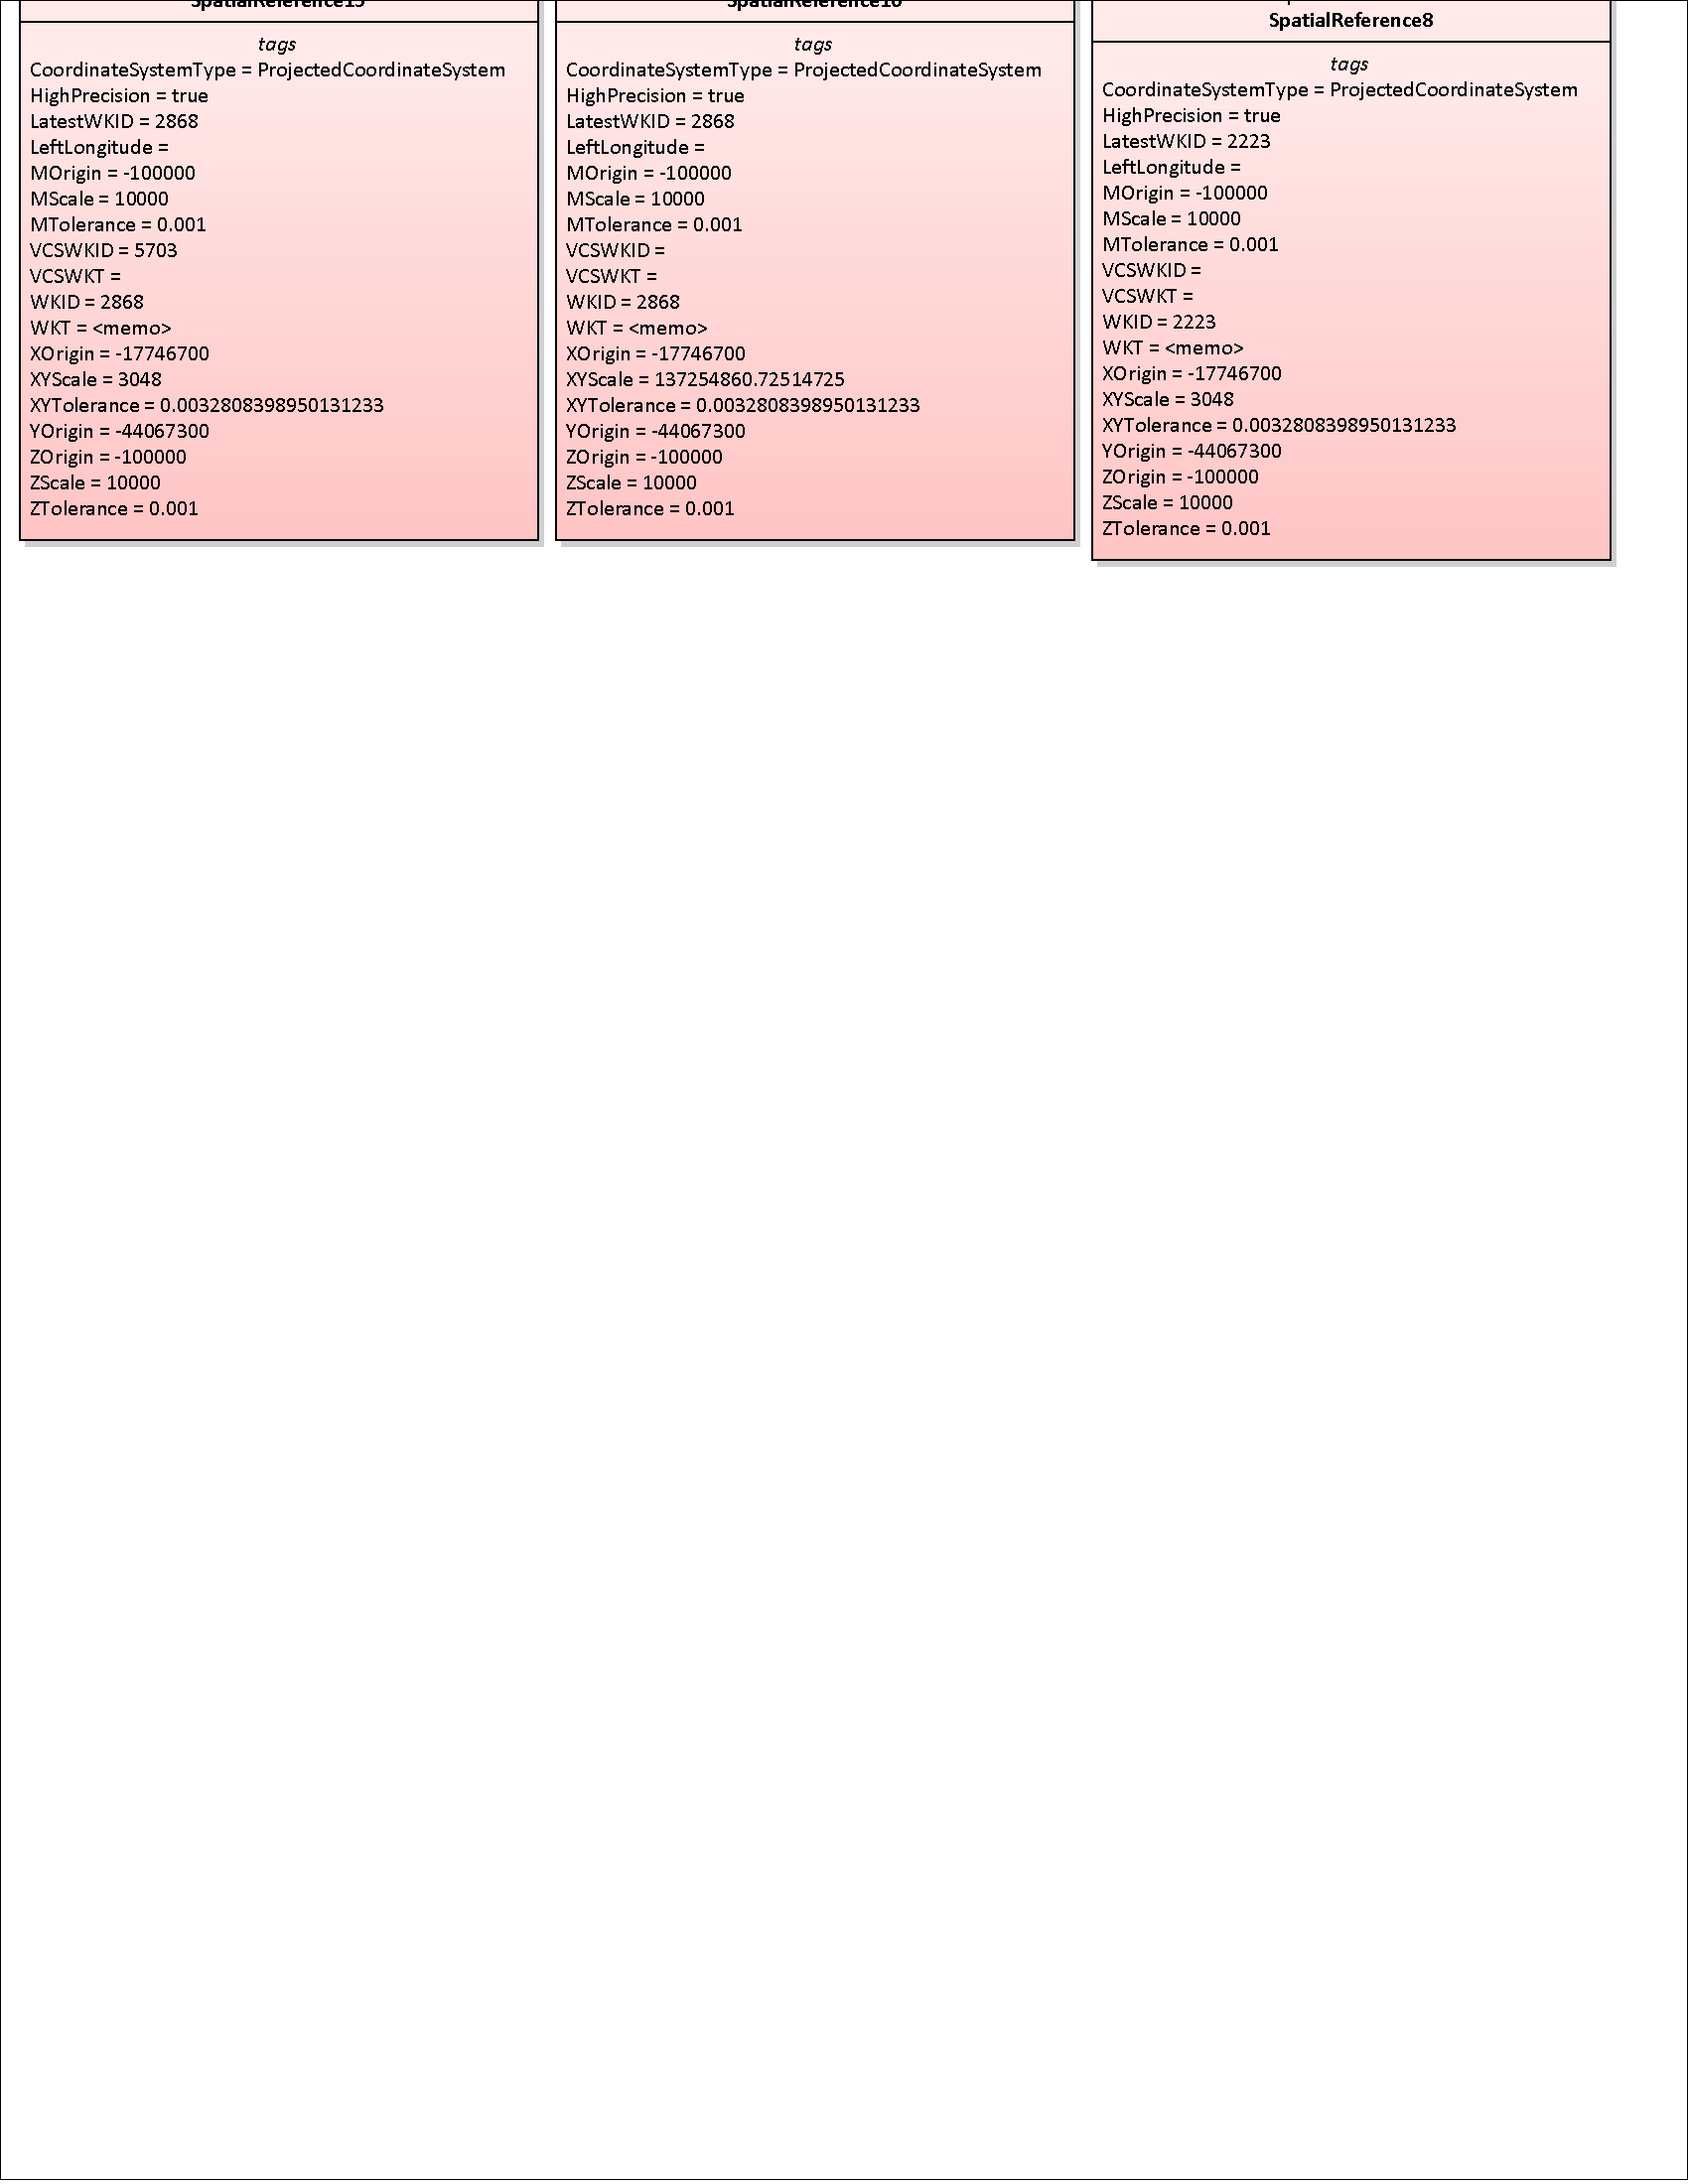 SpatialReference15
tags
CoordinateSystemType = ProjectedCoordinateSystem
HighPrecision = true
LatestWKID = 2868
LeftLongitude =
MOrigin = -100000
MScale = 10000
MTolerance = 0.001
VCSWKID = 5703
VCSWKT =
WKID = 2868
WKT = <memo>
XOrigin = -17746700
XYScale = 3048
XYTolerance = 0.0032808398950131233
YOrigin = -44067300
ZOrigin = -100000
ZScale = 10000
ZTolerance = 0.001
SpatialReference16
tags
CoordinateSystemType = ProjectedCoordinateSystem
HighPrecision = true
LatestWKID = 2868
LeftLongitude =
MOrigin = -100000
MScale = 10000
MTolerance = 0.001
VCSWKID =
VCSWKT =
WKID = 2868
WKT = <memo>
XOrigin = -17746700
XYScale = 137254860.72514725
XYTolerance = 0.0032808398950131233
YOrigin = -44067300
ZOrigin = -100000
ZScale = 10000
ZTolerance = 0.001
SpatialReference8
tags
CoordinateSystemType = ProjectedCoordinateSystem
HighPrecision = true
LatestWKID = 2223
LeftLongitude =
MOrigin = -100000
MScale = 10000
MTolerance = 0.001
VCSWKID =
VCSWKT =
WKID = 2223
WKT = <memo>
XOrigin = -17746700
XYScale = 3048
XYTolerance = 0.0032808398950131233
YOrigin = -44067300
ZOrigin = -100000
ZScale = 10000
ZTolerance = 0.001